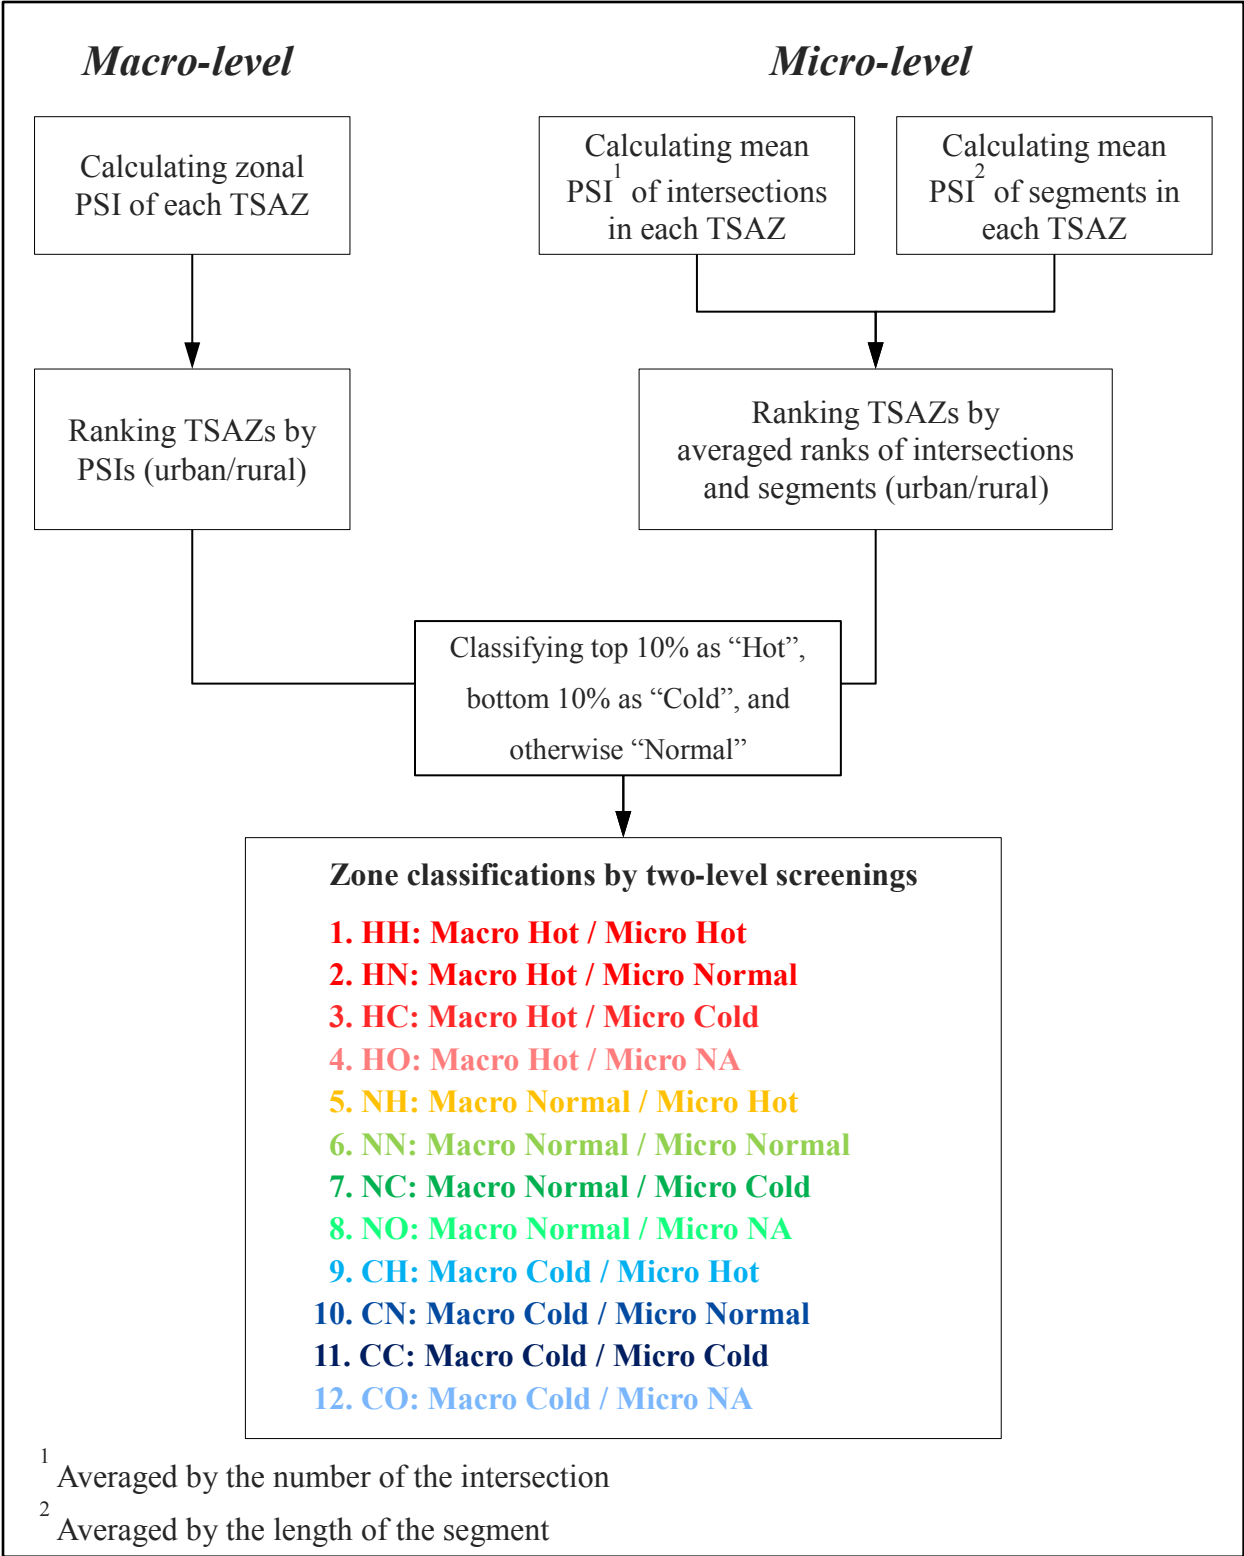 Macro-level
Micro-level
Calculating zonal
PSI of each TSAZ
Calculating mean
PSI1 of intersections
in each TSAZ
Calculating mean
PSI2 of segments in
each TSAZ
Ranking TSAZs by
PSIs (urban/rural)
Ranking TSAZs by
averaged ranks of intersections
and segments (urban/rural)
Classifying top 10% as “Hot”,
bottom 10% as “Cold”, and
otherwise “Normal”
Zone classifications by two-level screenings
1. HH: Macro Hot / Micro Hot
2. HN: Macro Hot / Micro Normal
3. HC: Macro Hot / Micro Cold
4. HO: Macro Hot / Micro NA
5. NH: Macro Normal / Micro Hot
6. NN: Macro Normal / Micro Normal
7. NC: Macro Normal / Micro Cold
8. NO: Macro Normal / Micro NA
9. CH: Macro Cold / Micro Hot
10. CN: Macro Cold / Micro Normal
11. CC: Macro Cold / Micro Cold
12. CO: Macro Cold / Micro NA
1 Averaged by the number of the intersection
2 Averaged by the length of the segment